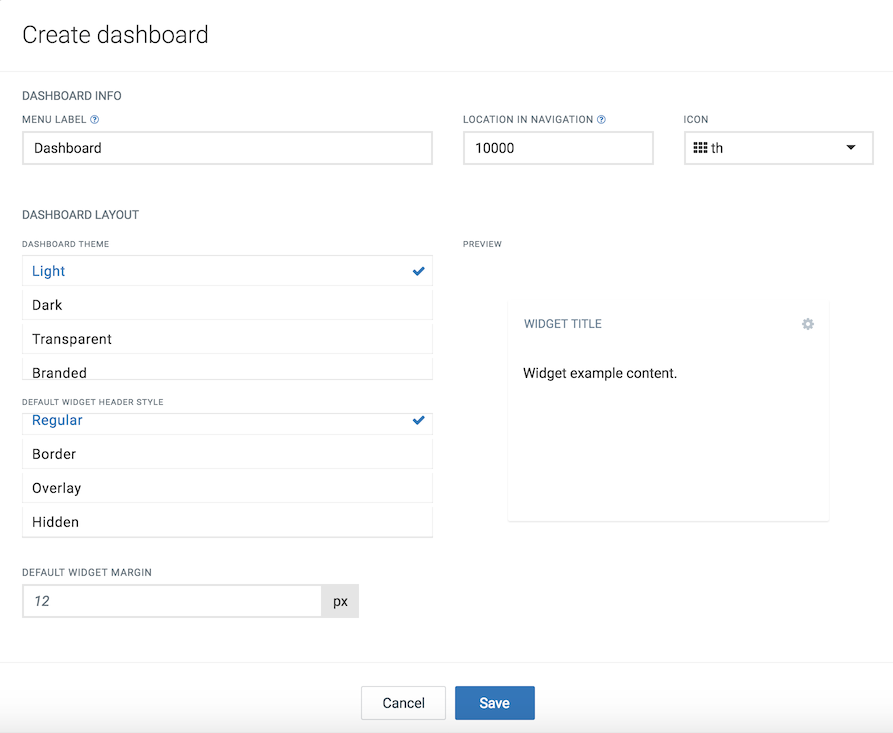 Create dashboard
DASHBOARD INFO
MENU LABEL
LOCATION IN NAVIGATION
ICON
Dashboard
10000
th
DASHBOARD LAYOUT
DASHBOARD THEME
PREVIEW
Light
Dark
Transparent
Branded
WIDGET TITLE
Widget example content.
DEFAULT WIDGET HEADER STYLE
Regular
Border
Overlay
Hidden
DEFAULT WIDGET MARGIN
12 px
Cancel
Save